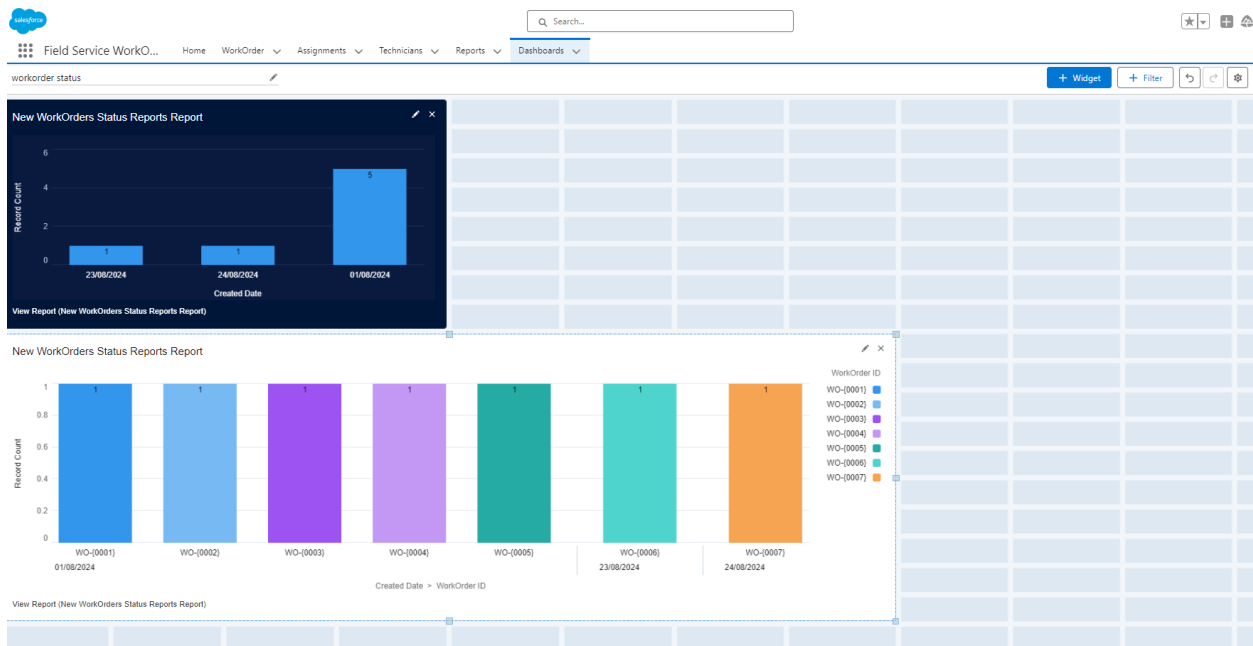 salesforce
Search...
Field Service WorkO...
Home
WorkOrder
Assignments
Technicians
Reports
Dashboards
workorder status
+ Widget
+ Filter
New WorkOrders Status Reports Report
Record Count
6
4
2
0
1
1
5
23/08/2024
24/08/2024
01/08/2024
Created Date
View Report (New WorkOrders Status Reports Report)
New WorkOrders Status Reports Report
WorkOrder ID
WO-{0001}
WO-{0002}
WO-{0003}
WO-{0004}
WO-{0005}
WO-{0006}
WO-{0007}
Record Count
1
0.8
0.6
0.4
0.2
0
1
1
1
1
1
1
1
WO-{0001}
WO-{0002}
WO-{0003}
WO-{0004}
WO-{0005}
WO-{0006}
WO-{0007}
01/08/2024
23/08/2024
24/08/2024
Created Date > WorkOrder ID
View Report (New WorkOrders Status Reports Report)